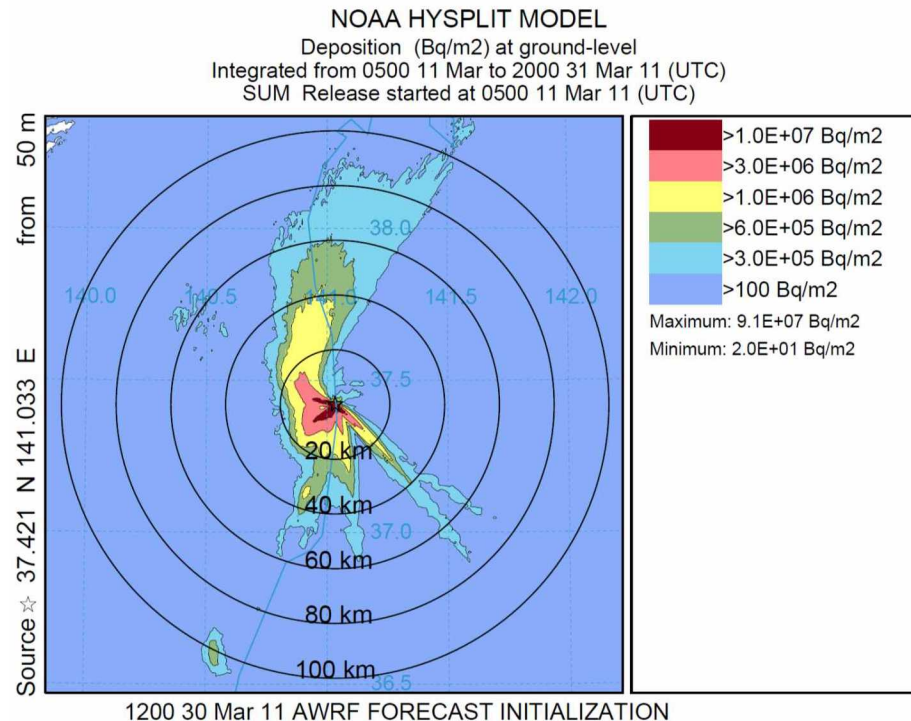 NOAA HYSPLIT MODEL
Deposition (Bq/m2) at ground-level
Integrated from 0500 11 Mar to 2000 31 Mar 11 (UTC)
SUM Release started at 0500 11 Mar 11 (UTC)
Source ☆ 37.421 N 141.033 E from 50 m
38.0
140.0 140.5 141.0 141.5 142.0
37.5
20 km
40 km
37.0
60 km
80 km
100 km
36.5
>1.0E+07 Bq/m2
>3.0E+06 Bq/m2
>1.0E+06 Bq/m2
>6.0E+05 Bq/m2
>3.0E+05 Bq/m2
>100 Bq/m2
Maximum: 9.1E+07 Bq/m2
Minimum: 2.0E+01 Bq/m2
1200 30 Mar 11 AWRF FORECAST INITIALIZATION